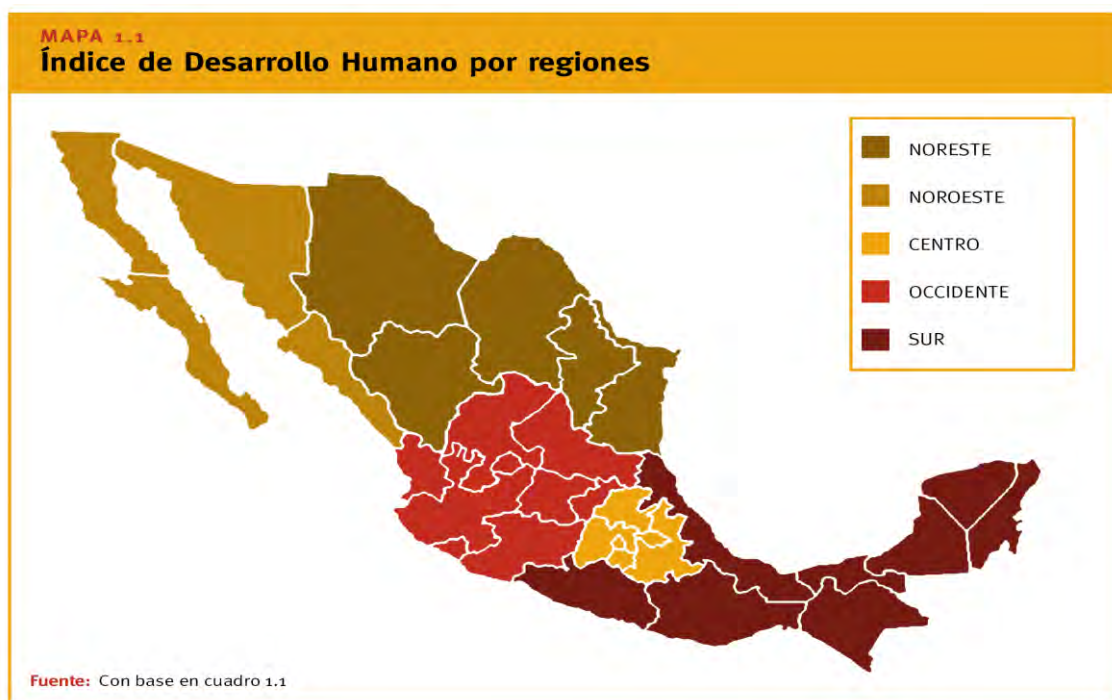 MAPA 1.1
Índice de Desarrollo Humano por regiones
NORESTE
NOROESTE
CENTRO
OCCIDENTE
SUR
Fuente: Con base en cuadro 1.1